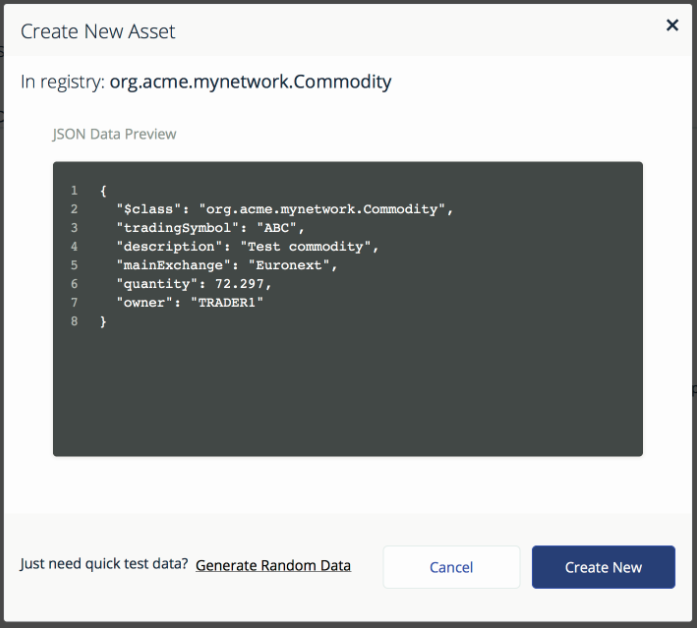 Create New Asset
×
In registry: org.acme.mynetwork.Commodity
JSON Data Preview
1 {
2 "$class": "org.acme.mynetwork.Commodity",
3 "tradingSymbol": "ABC",
4 "description": "Test commodity",
5 "mainExchange": "Euronext",
6 "quantity": 72.297,
7 "owner": "TRADER1"
8 }
Just need quick test data? Generate Random Data
Cancel
Create New